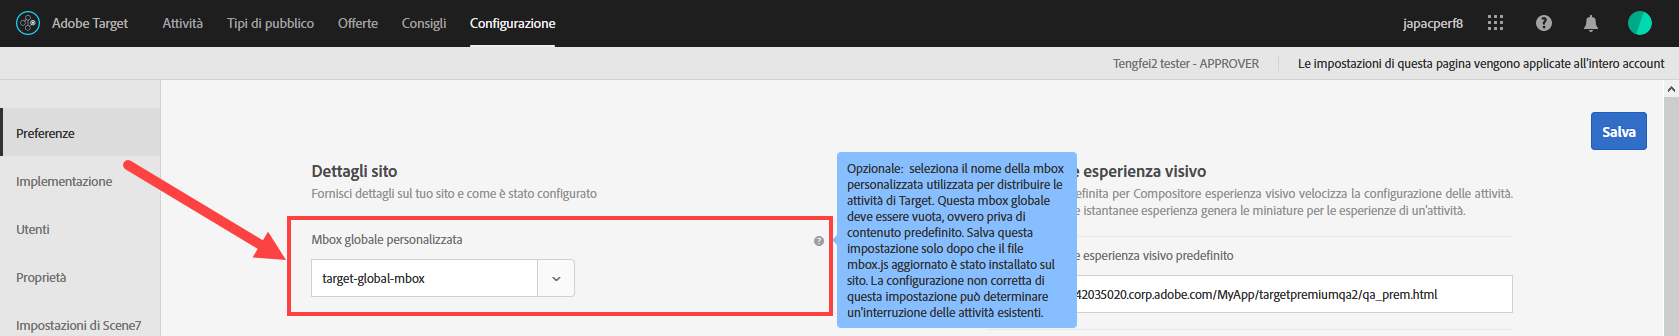 Adobe Target Attività Tipi di pubblico Offerte Consigli Configurazione japacperf8
Tengfei2 tester - APPROVER Le impostazioni di questa pagina vengono applicate all'intero account
Preferenze
Implementazione
Utenti
Proprietà
Impostazioni di Scene7
Salva
Dettagli sito
Fornisci dettagli sul tuo sito e come è stato configurato
Mbox globale personalizzata
target-global-mbox
Opzionale: seleziona il nome della mbox
personalizzata utilizzata per distribuire le
attività di Target. Questa mbox globale
deve essere vuota, ovvero priva di
contenuto predefinito. Salva questa
impostazione solo dopo che il file
mbox.js aggiornato è stato installato sul
sito. La configurazione non corretta di
questa impostazione può determinare
un'interruzione delle attività esistenti.
e esperienza visivo
definita per Compositore esperienza visivo velocizza la configurazione delle attività.
e istantanee esperienza genera le miniature per le esperienze di un'attività.
e esperienza visivo predefinito
42035020.corp.adobe.com/MyApp/targetpremiumqa2/qa_prem.html